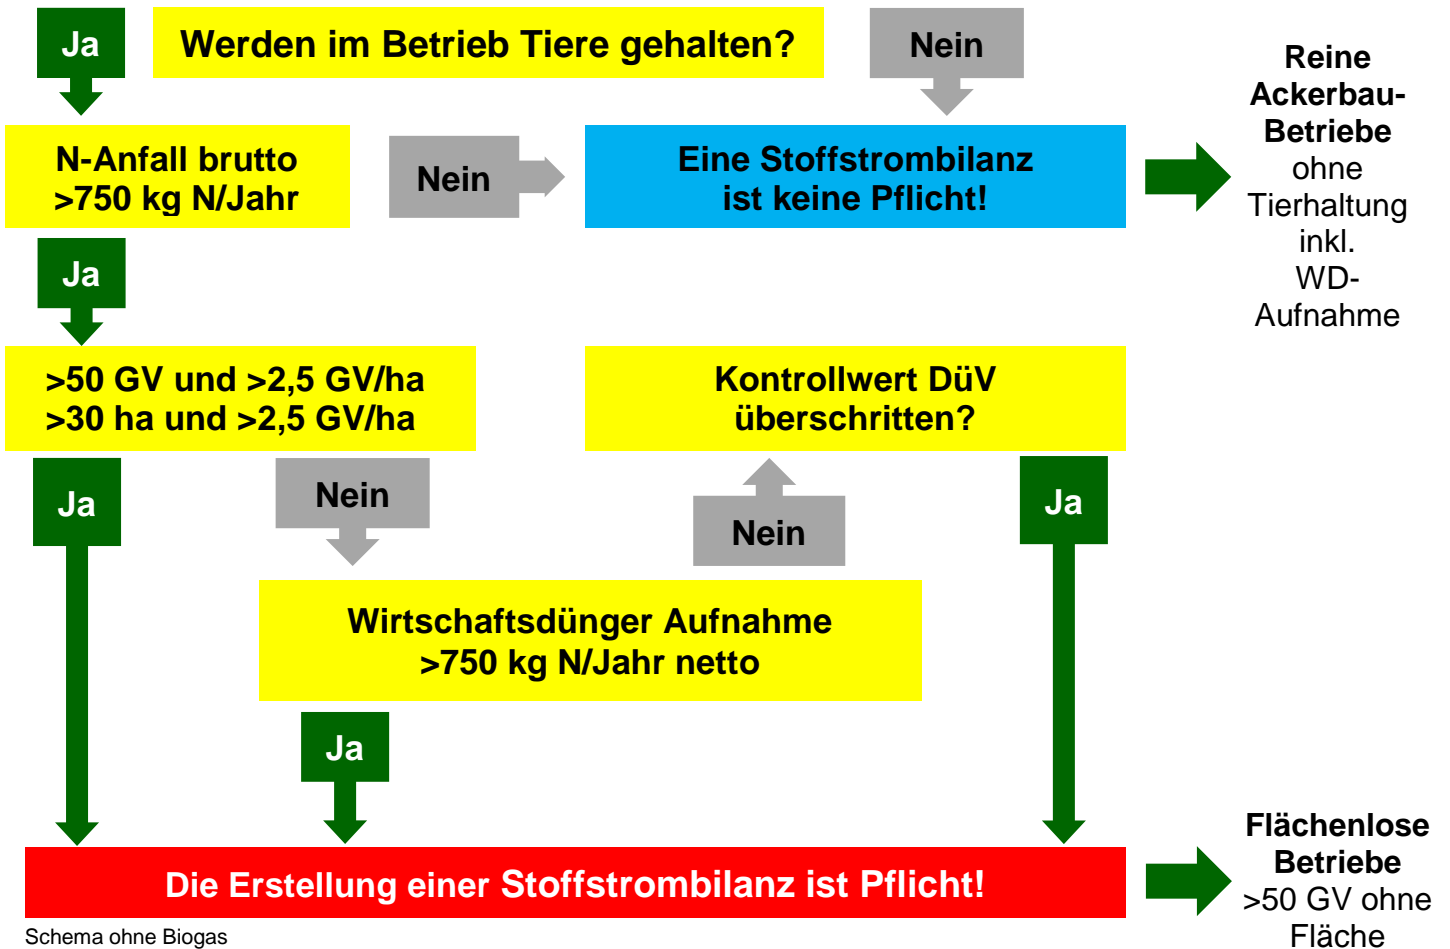 Ja
Werden im Betrieb Tiere gehalten?
Nein
Reine
Ackerbau-
Betriebe
ohne
Tierhaltung
inkl.
WD-
Aufnahme
N-Anfall brutto
>750 kg N/Jahr
Nein
Eine Stoffstrombilanz
ist keine Pflicht!
Ja
>50 GV und >2,5 GV/ha
>30 ha und >2,5 GV/ha
Kontrollwert DüV
überschritten?
Ja
Nein
Nein
Ja
Wirtschaftsdünger Aufnahme
>750 kg N/Jahr netto
Ja
Die Erstellung einer Stoffstrombilanz ist Pflicht!
Flächenlose
Betriebe
>50 GV ohne
Fläche
Schema ohne Biogas